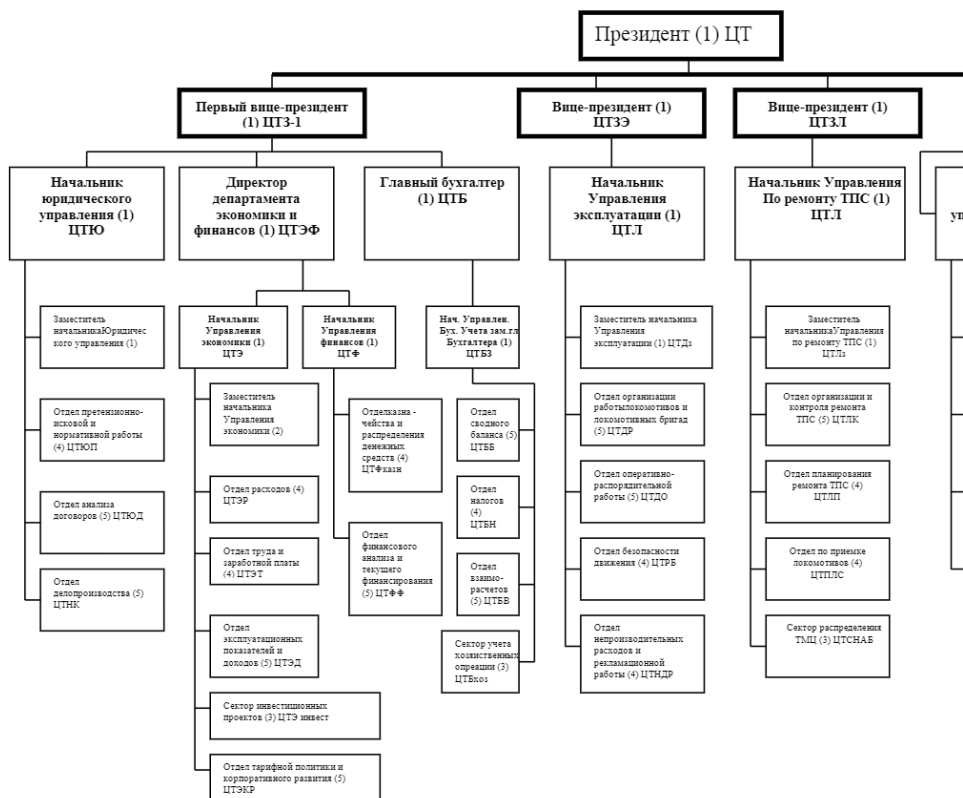 Президент (1) ЦТ
Первый вице-президент
(1) ЦТЗ-1
Вице-президент (1)
ЦТЗЭ
Вице-президент (1)
ЦТЗЛ
Начальник
юридического
управления (1)
ЦТЮ
Директор
департамента
экономики и
финансов (1) ЦТЭФ
Главный бухгалтер
(1) ЦТБ
Начальник
Управления
эксплуатации (1)
ЦТЛ
Начальник Управления
По ремонту ТПС (1)
ЦТЛ
уп
Заместитель
начальникаЮридичес
кого управления (1)
Отдел претензионно-
исковой и
нормативной работы
(4) ЦТЮП
Отдел анализа
договоров (5) ЦТЮД
Отдел
делопроизводства (5)
ЦТНК
Начальник
Управления
экономики (1)
ЦТЭ
Заместитель
начальника
Управления
экономики (2)
Отдел расходов (4)
ЦТЭР
Отдел труда и
заработной платы
(4) ЦТЭТ
Отдел
эксплуатационных
показателей и
доходов (5) ЦТЭД
Сектор инвестиционных
проектов (3) ЦТЭ инвест
Отдел тарифной политики и
корпоративного развития (5)
ЦТЭКР
Начальник
Управления
финансов (1)
ЦТФ
Отделказна -
чейства и
распределения
денежных
средств (4)
ЦТФказн
Отдел
финансового
анализа и
текущего
финансирования
(5) ЦТФФ
Нач. Управлен.
Бух. Учета зам.гл
Бухгалтера (1)
ЦТБЗ
Отдел
сводного
баланса (5)
ЦТББ
Отдел
налогов
(4)
ЦТБН
Отдел
взаимо-
расчетов
(5) ЦТБВ
Сектор учета
хозяиственных
опреации (3)
ЦТБхоз
Заместитель начальника
Управления
эксплуатации (1) ЦТДз
Отдел организации
работылокомотивов и
локомотивных бригад
(5) ЦТДР
Отдел оперативно-
распорядительной
работы (5) ЦТДО
Отдел безопасности
движения (4) ЦТРБ
Отдел
непроизводительных
расходов и
рекламационной
работы (4) ЦТНДР
Заместитель
начальникаУправления
по ремонту ТПС (1)
ЦТЛз
Отдел организации и
контроля ремонта
ТПС (5) ЦТЛК
Отдел планирования
ремонта ТПС (4)
ЦТЛП
Отдел по приемке
локомотивов (4)
ЦТПЛС
Сектор распределения
ТМЦ (3) ЦТСНАБ